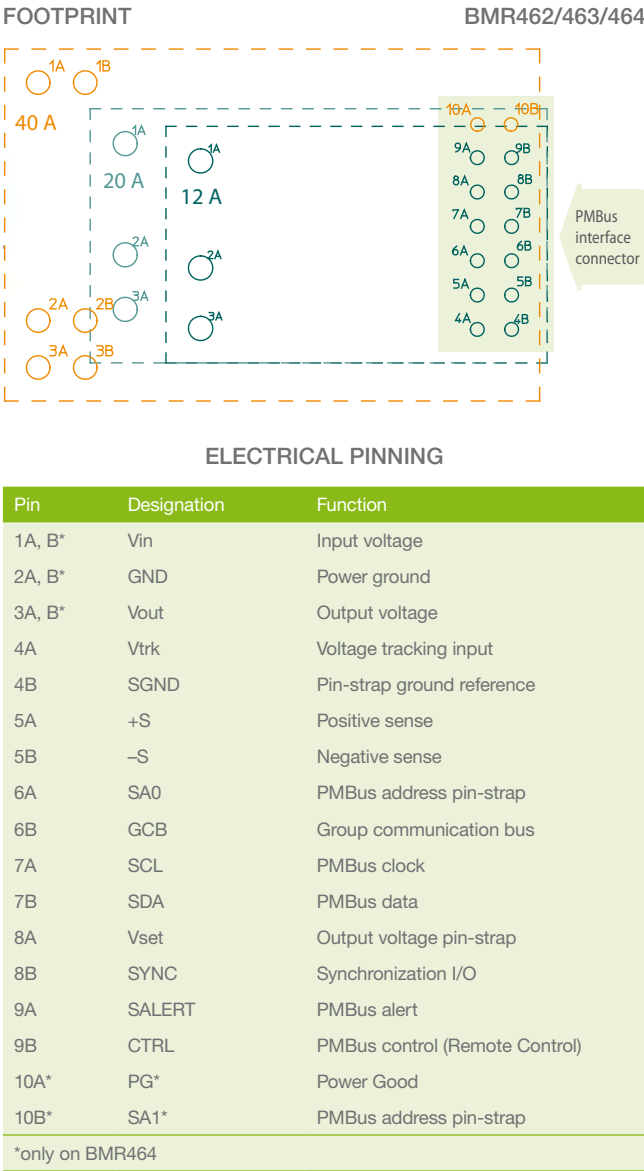 FOOTPRINT BMR462/463/464
1A 1B
10A 10B
40 A
1A
1A
9A 9B
20 A
8A 8B
12 A
7A 7B
PMBus
interface
connector
2A
2A
6A 6B
5A 5B
2A 2B
3A
3A
4A 4B
3A 3B
ELECTRICAL PINNING
Pin Designation Function
1A, B* Vin Input voltage
2A, B* GND Power ground
3A, B* Vout Output voltage
4A Vtrk Voltage tracking input
4B SGND Pin-strap ground reference
5A +S Positive sense
5B –S Negative sense
6A SA0 PMBus address pin-strap
6B GCB Group communication bus
7A SCL PMBus clock
7B SDA PMBus data
8A Vset Output voltage pin-strap
8B SYNC Synchronization I/O
9A SALERT PMBus alert
9B CTRL PMBus control (Remote Control)
10A* PG* Power Good
10B* SA1* PMBus address pin-strap
*only on BMR464